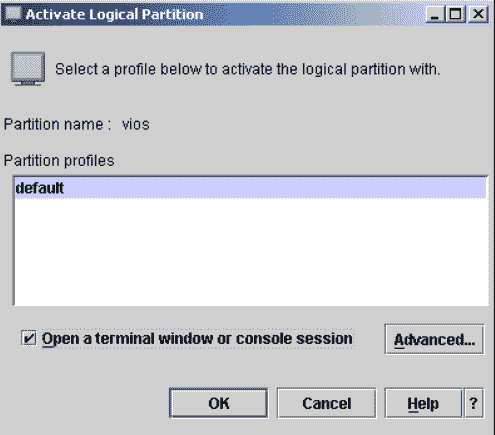 Activate Logical Partition
Select a profile below to activate the logical partition with.
Partition name : vios
Partition profiles
default
Open a terminal window or console session
Advanced...
OK
Cancel
Help
?